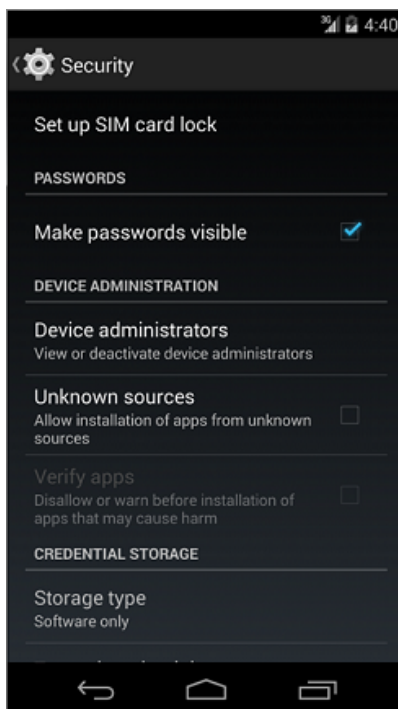 3G 4:40
Security
Set up SIM card lock
PASSWORDS
Make passwords visible
DEVICE ADMINISTRATION
Device administrators
View or deactivate device administrators
Unknown sources
Allow installation of apps from unknown
sources
Verify apps
Disallow or warn before installation of
apps that may cause harm
CREDENTIAL STORAGE
Storage type
Software only